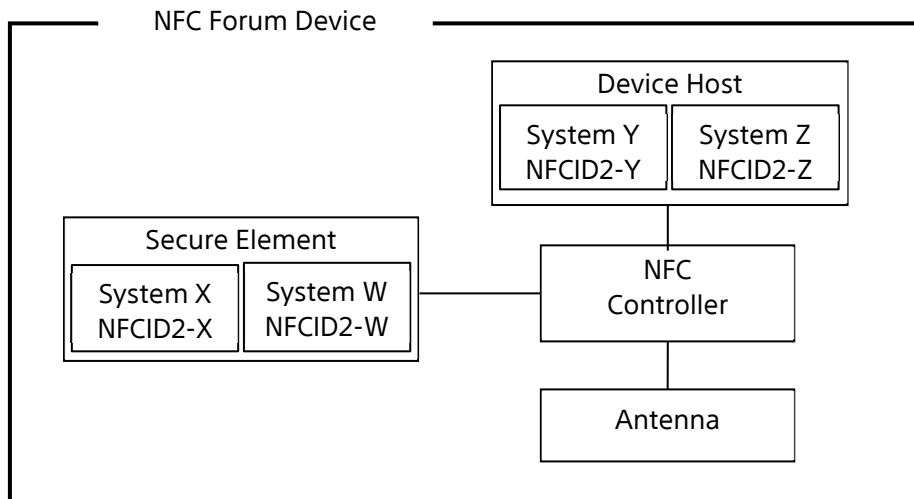 NFC Forum Device
Device Host
System Y
NFCID2-Y
System Z
NFCID2-Z
Secure Element
System X
NFCID2-X
System W
NFCID2-W
NFC
Controller
Antenna